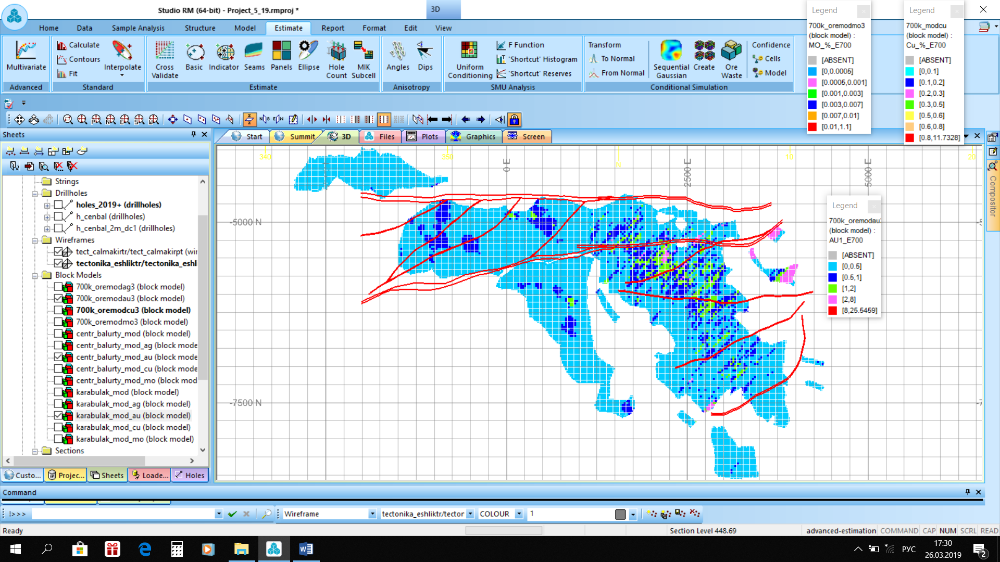 Studio RM (64-bit) - Project_5_19.rmproj *
3D
Home Data Sample Analysis Structure Model Estimate Report Format Edit View
Multivariate
Advanced
Calculate
Contours
Fit
Interpolate
Standard
Cross Validate
Basic
Indicator
Seams
Panels
Ellipse
Hole Count
MIK Subcell
Estimate
Angles
Dips
Anisotropy
Uniform Conditioning
F Function
'Shortcut' Histogram
'Shortcut' Reserves
SMU Analysis
Transform
To Normal
From Normal
Sequential Gaussian
Create
Ore Waste
Confidence
Cells
Model
Conditional Simulation
Legend
700k_oremodmo3
(block model) :
MO_%_E700
[ABSENT]
[0,0.0005]
[0.0005,0.001]
[0.001,0.003]
[0.003,0.007]
[0.007,0.01]
[0.01,1.1]
Legend
700k_modcu
(block model) :
Cu_%_E700
[ABSENT]
[0,0.1]
[0.1,0.2]
[0.2,0.3]
[0.3,0.5]
[0.5,0.6]
[0.6,0.8]
[0.8,11.7328]
Sheets
Strings
Drillholes
holes_2019+ (drillholes)
h_cenbal (drillholes)
h_cenbal_2m_dc1 (drillholes)
Wireframes
tect_calmakirtr/tect_calmakirpt (wir
tectonika_eshliktr/tectonika_eshl
Block Models
700k_oremodag3 (block model)
700k_oremodau3 (block model)
700k_oremodcu3 (block model)
700k_oremodmo3 (block model)
centr_balurty_mod (block model)
centr_balurty_mod_ag (block mode
centr_balurty_mod_au (block mode
centr_balurty_mod_cu (block mode
centr_balurty_mod_mo (block mode
karabulak_mod (block model)
karabulak_mod_ag (block model)
karabulak_mod_au (block model)
karabulak_mod_cu (block model)
karabulak_mod_mo (block model)
Sections
Custo... Projec... Sheets Loade... Holes
Start Summit 3D Files Plots Graphics Screen
340 350 N 10 20
0 E 2500 E 5000 E
-5000 N
-7500 N
Legend
700k_oremodau
(block model) :
AU1_E700
[ABSENT]
[0,0.5]
[0.5,1]
[1,2]
[2,8]
[8,25.5459]
Compositor
Command
!>>> Wireframe tectonika_eshliktr/tector COLOUR 1
Ready Section Level 448.69 advanced-estimation COMMAND CAP NUM SCRL READ
РУС 17:30
26.03.2019
2